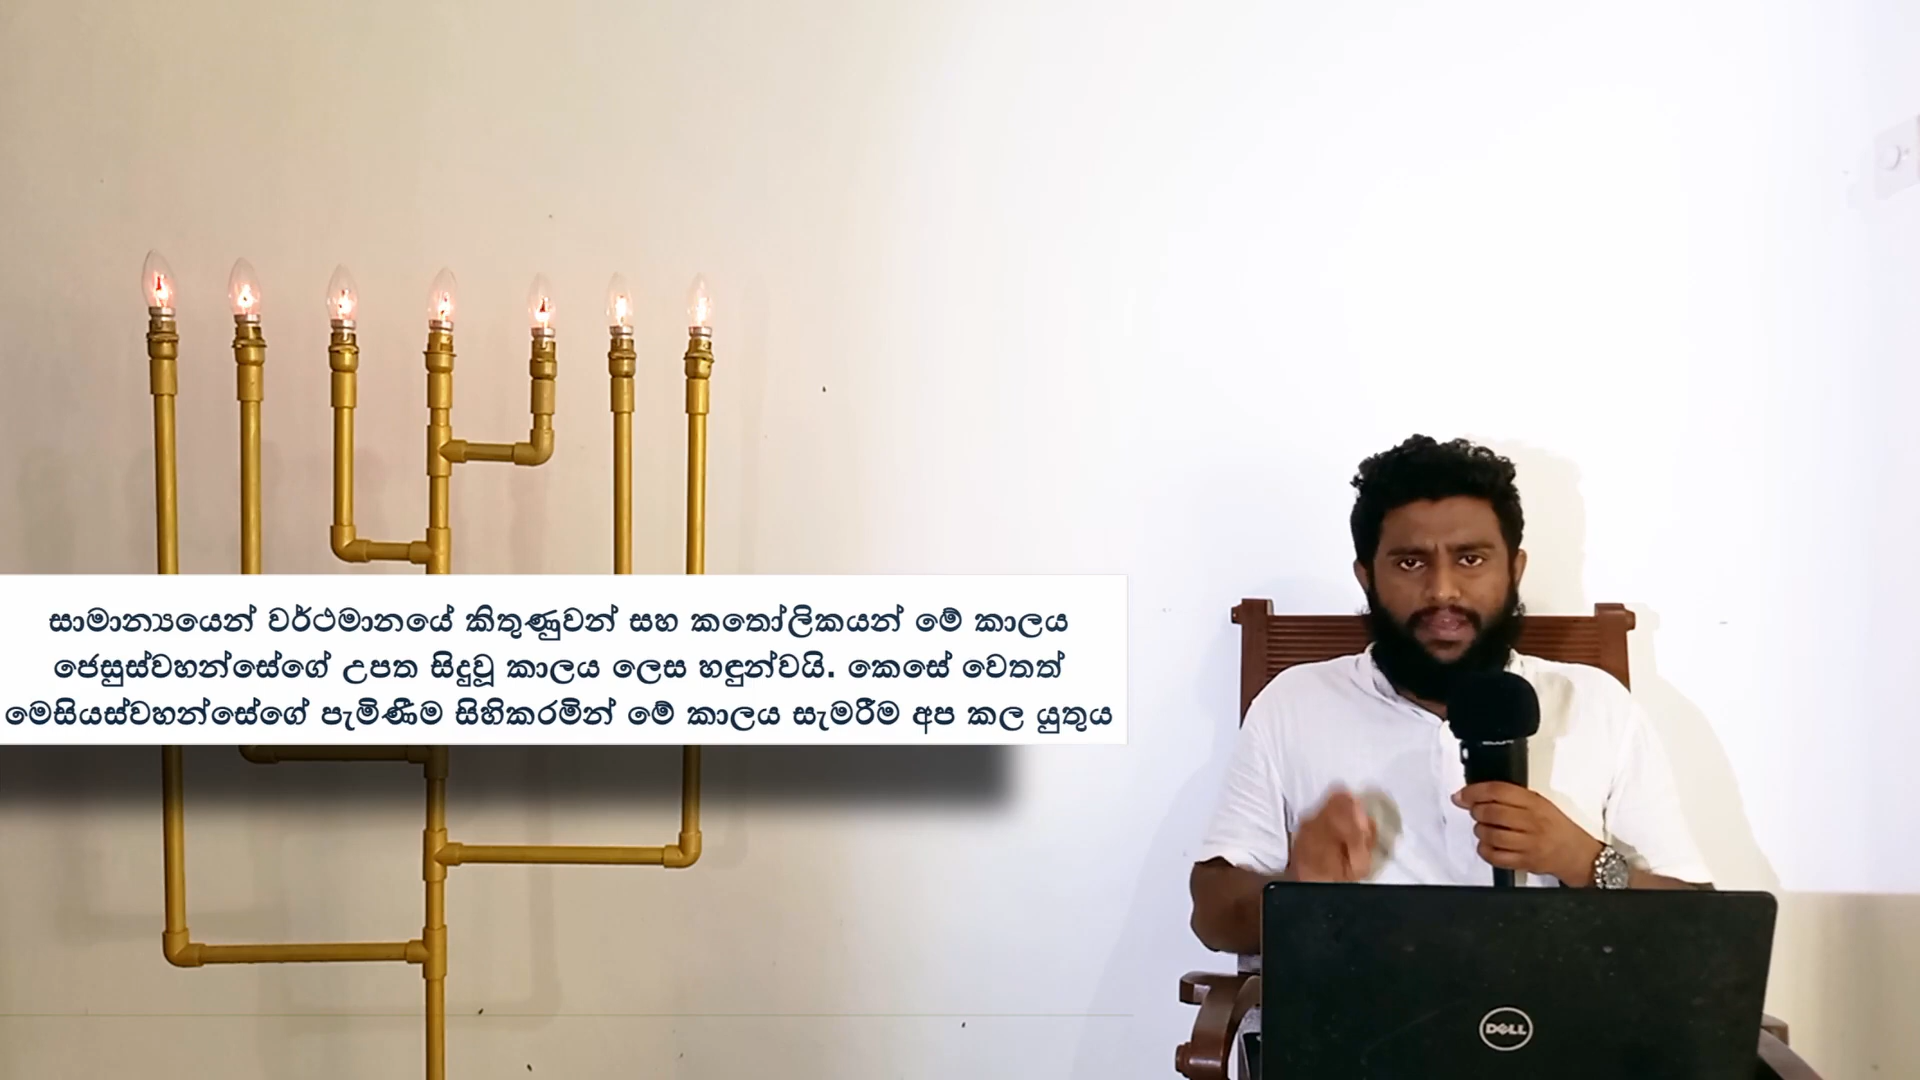 සාමාන්‍යයෙන් වර්ථමානයේ කිතුණුවන් සහ කතෝලිකයන් මේ කාලය
ජෙසුස්වහන්සේගේ උපත සිදුවූ කාලය ලෙස හඳුන්වයි. කෙසේ වෙතත්
මෙසියස්වහන්සේගේ පැමිණීම සිහිකරමින් මේ කාලය සැමරීම අප කල යුතුය
DELL